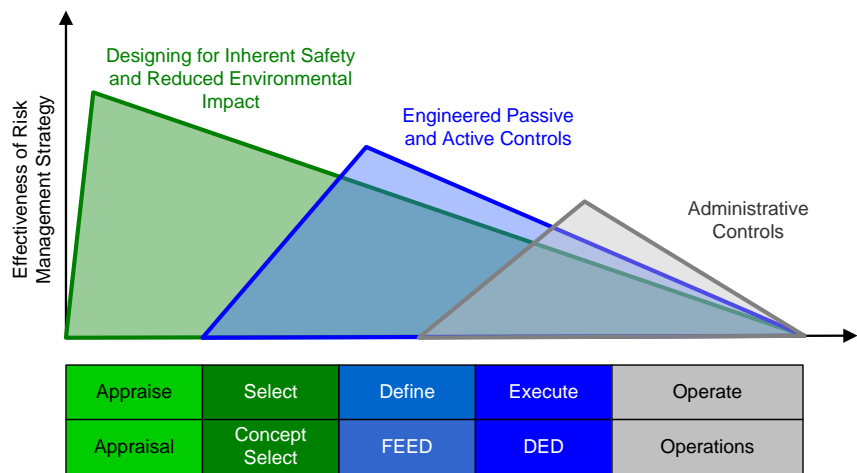 Designing for Inherent Safety
and Reduced Environmental
Impact
Engineered Passive
and Active Controls
Administrative
Controls
Effectiveness of Risk
Management Strategy
Appraise
Select
Define
Execute
Operate
Appraisal
Concept
Select
FEED
DED
Operations